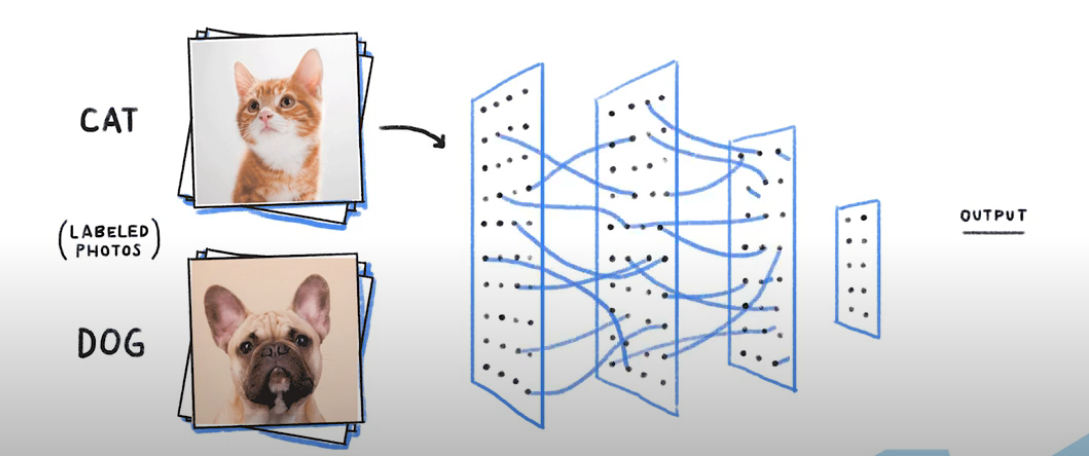 CAT
(LABELED
PHOTOS)
DOG
OUTPUT